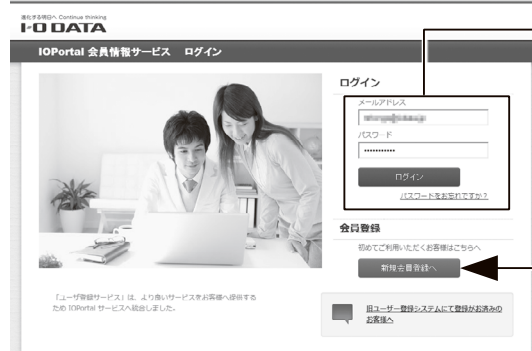 進化する明日へ Continue thinking
I-O DATA
IOPortal 会員情報サービス ログイン
ログイン
メールアドレス
パスワード
ログイン
パスワードをお忘れですか？
会員登録
初めてご利用いただくお客様はこちらへ
新規会員登録へ
「ユーザ登録サービス」は、より良いサービスをお客様へ提供する
ため IOPortal サービスへ統合しました。
旧ユーザー登録システムにて登録がお済みの
お客様へ